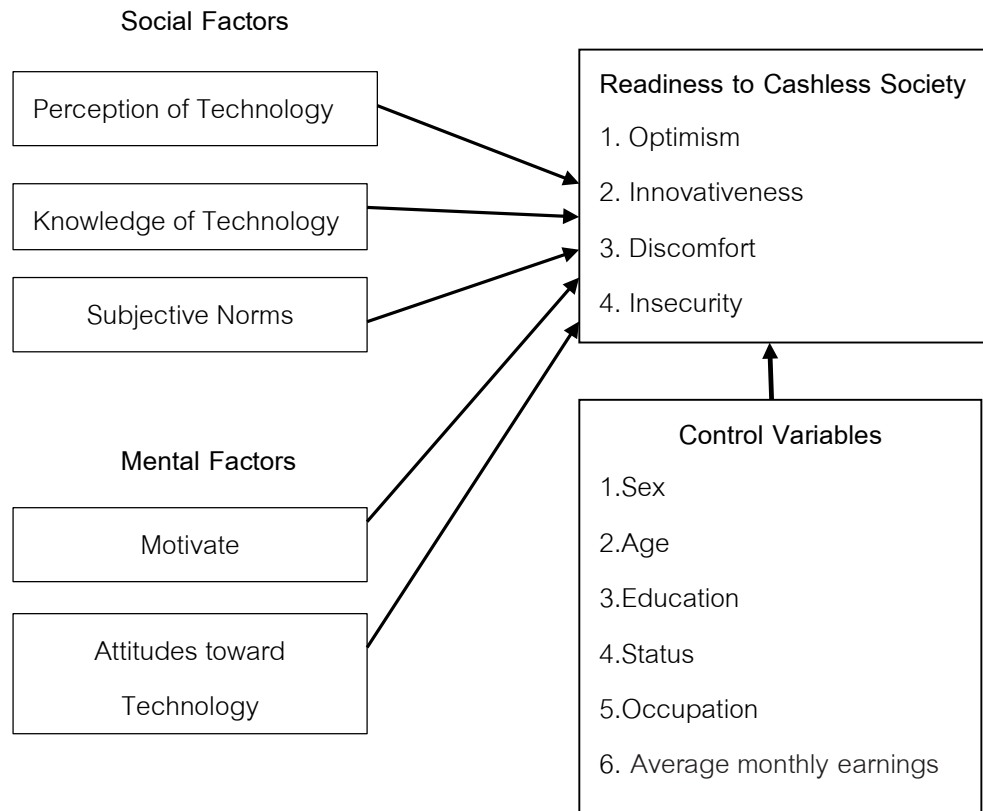 Social Factors
Perception of Technology
Knowledge of Technology
Subjective Norms
Mental Factors
Motivate
Attitudes toward
Technology
Readiness to Cashless Society
1. Optimism
2. Innovativeness
3. Discomfort
4. Insecurity
Control Variables
1.Sex
2.Age
3.Education
4.Status
5.Occupation
6. Average monthly earnings